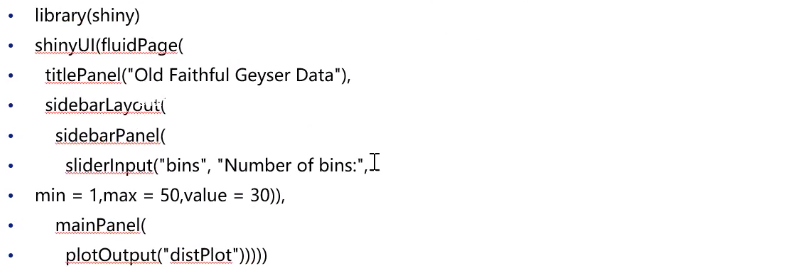 • library(shiny)
• shinyUI(fluidPage(
• titlePanel("Old Faithful Geyser Data"),
• sidebarLayout(
• sidebarPanel(
• sliderInput("bins", "Number of bins:",
• min = 1,max = 50,value = 30)),
• mainPanel(
• plotOutput("distPlot")))))